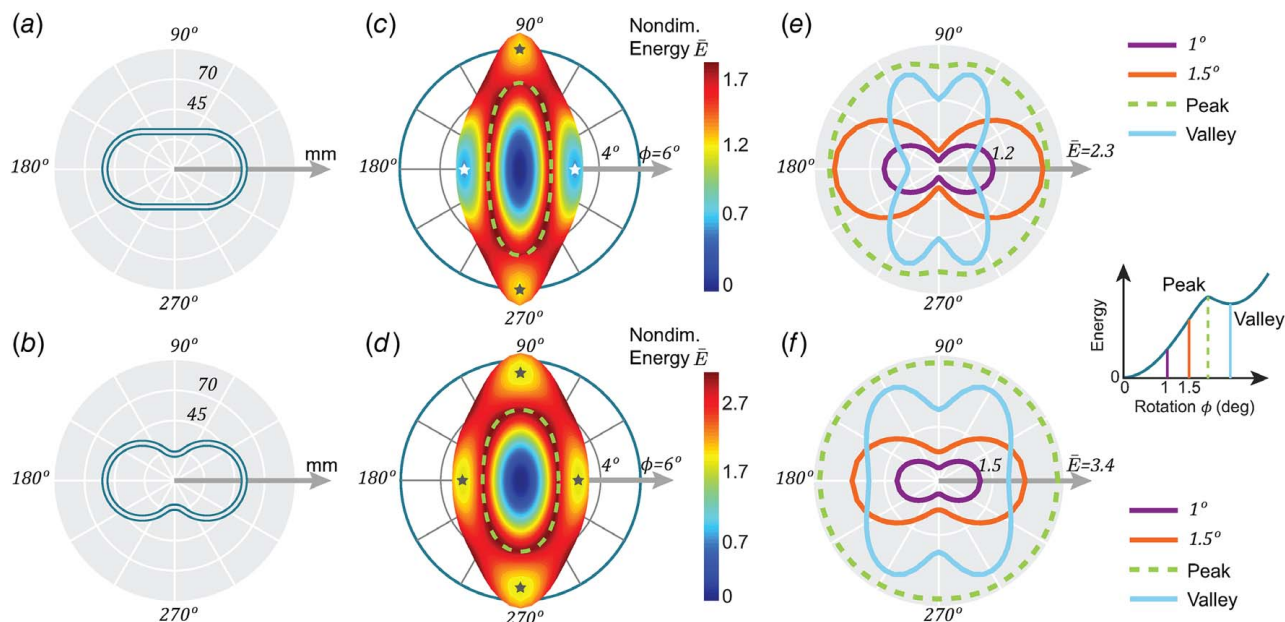 (a)
90°
70
45
180°
mm
270°
(c)
90°
Nondim.
Energy Ē
1.7
1.2
0.7
0
180°
4°
ϕ=6°
270°
(e)
90°
180°
1.2
Ē=2.3
270°
1°
1.5°
Peak
Valley
(b)
90°
70
45
180°
mm
270°
(d)
90°
Nondim.
Energy Ē
2.7
1.7
0.7
0
180°
4°
ϕ=6°
270°
(f)
90°
180°
1.5
Ē=3.4
270°
Energy
Peak
Valley
0
0
1
1.5
Rotation ϕ (deg)
1°
1.5°
Peak
Valley